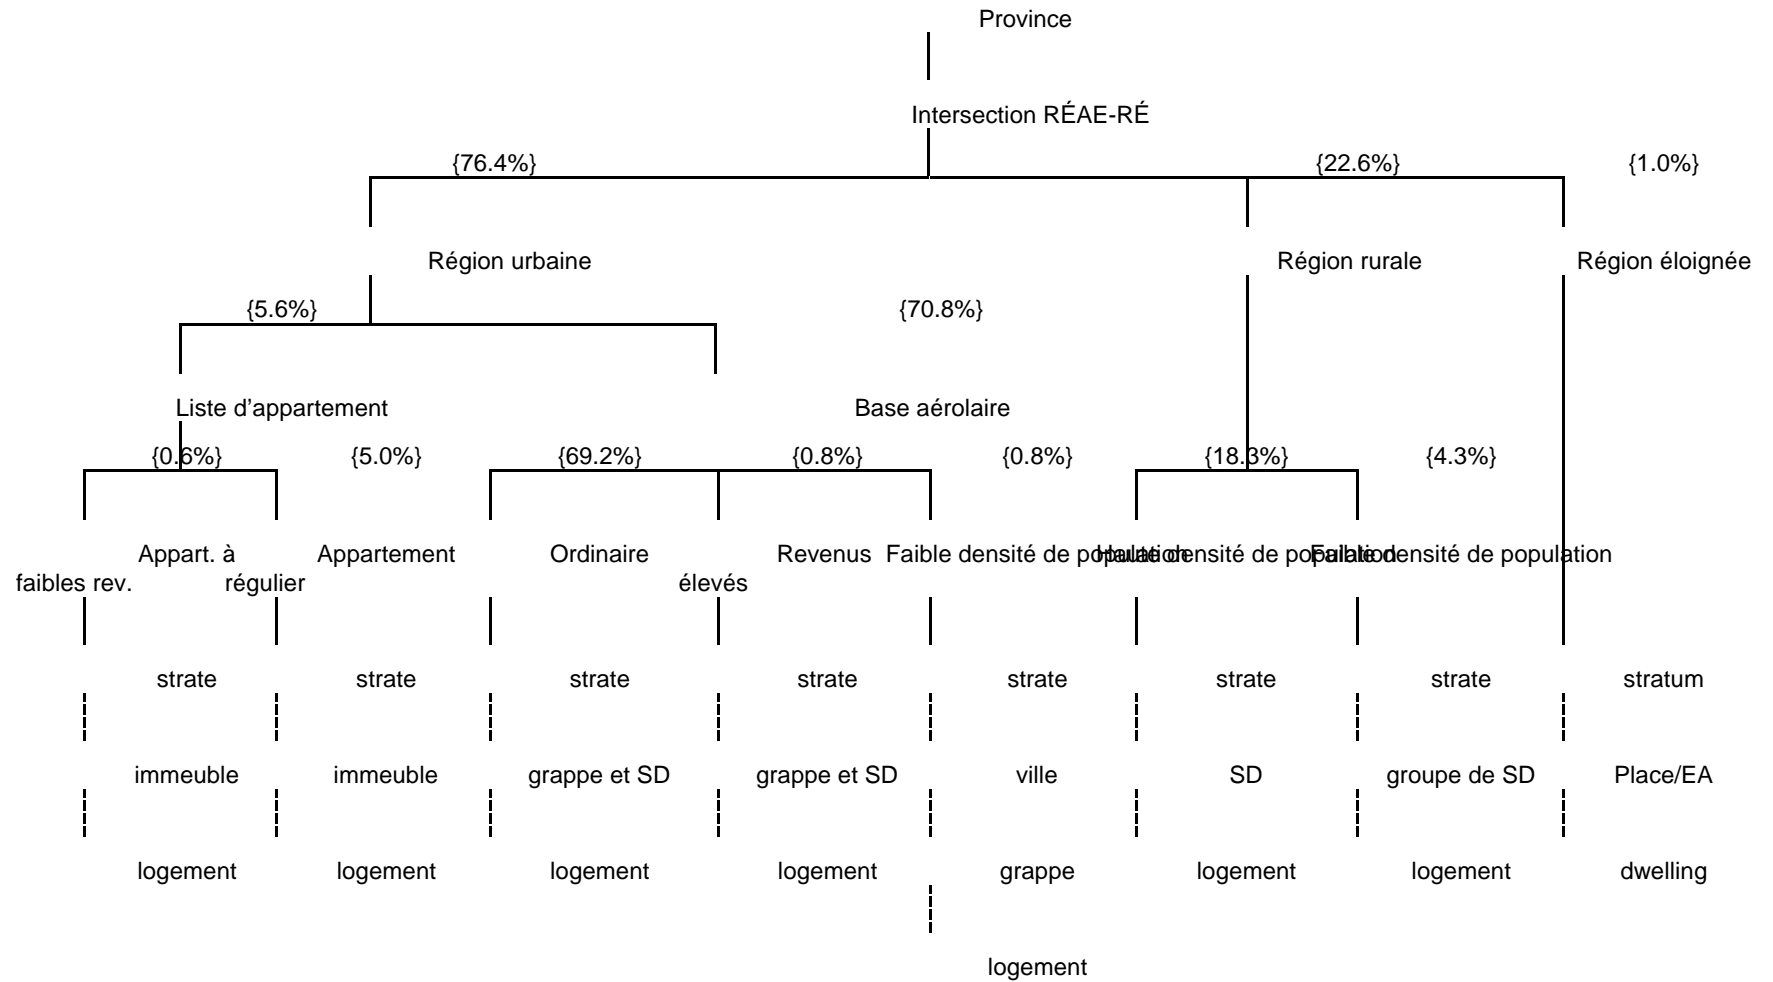 Province
Intersection RÉAE-RÉ
{76.4%} {22.6%} {1.0%}
Région urbaine Région rurale Région éloignée
{5.6%} {70.8%}
Liste d’appartement Base aérolaire
{0.6%} {5.0%} {69.2%} {0.8%} {0.8%} {18.3%} {4.3%}
Appart. à Appartement Ordinaire Revenus Faible densité de population Haute densité de population Faible densité de population
faibles rev. régulier élevés
strate strate strate strate strate strate strate stratum
immeuble immeuble grappe et SD grappe et SD ville SD groupe de SD Place/EA
logement logement logement logement grappe logement logement dwelling
logement